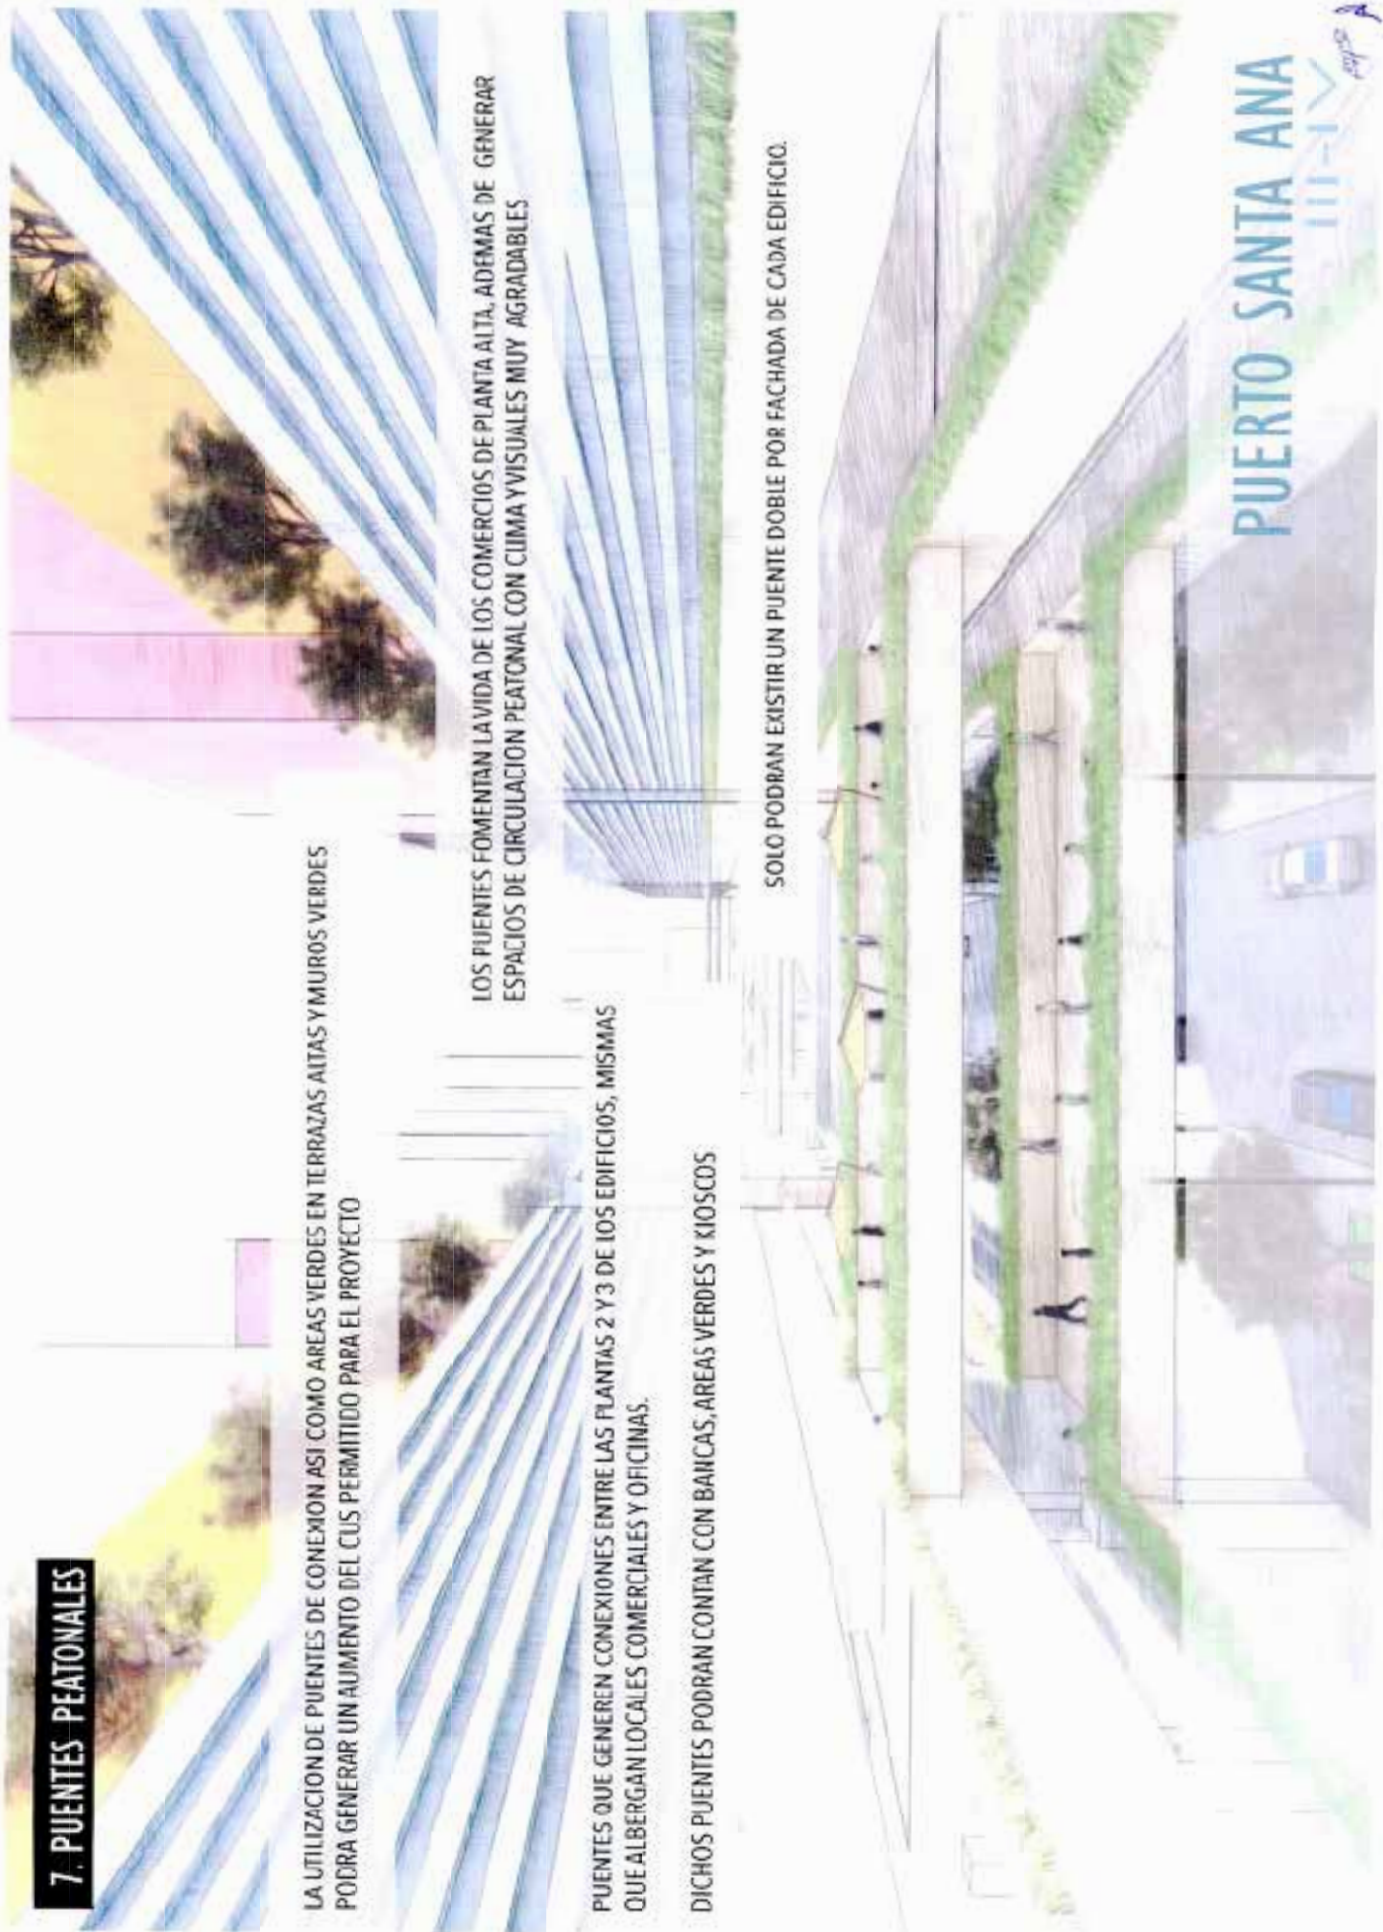 7. PUENTES PEATONALES
LA UTILIZACION DE PUENTES DE CONEXION ASI COMO AREAS VERDES EN TERRAZAS ALTAS Y MUROS VERDES
PODRA GENERAR UN AUMENTO DEL CUS PERMITIDO PARA EL PROYECTO
LOS PUENTES FOMENTAN LA VIDA DE LOS COMERCIOS DE PLANTA ALTA, ADEMAS DE GENERAR
ESPACIOS DE CIRCULACION PEATONAL CON CLIMA Y VISUALES MUY AGRADABLES
PUENTES QUE GENEREN CONEXIONES ENTRE LAS PLANTAS 2 Y 3 DE LOS EDIFICIOS, MISMAS
QUE ALBERGAN LOCALES COMERCIALES Y OFICINAS.
DICHOS PUENTES PODRAN CONTAN CON BANCAS, AREAS VERDES Y KIOSCOS
SOLO PODRAN EXISTIR UN PUENTE DOBLE POR FACHADA DE CADA EDIFICIO.
PUERTO SANTA ANA
III-IV